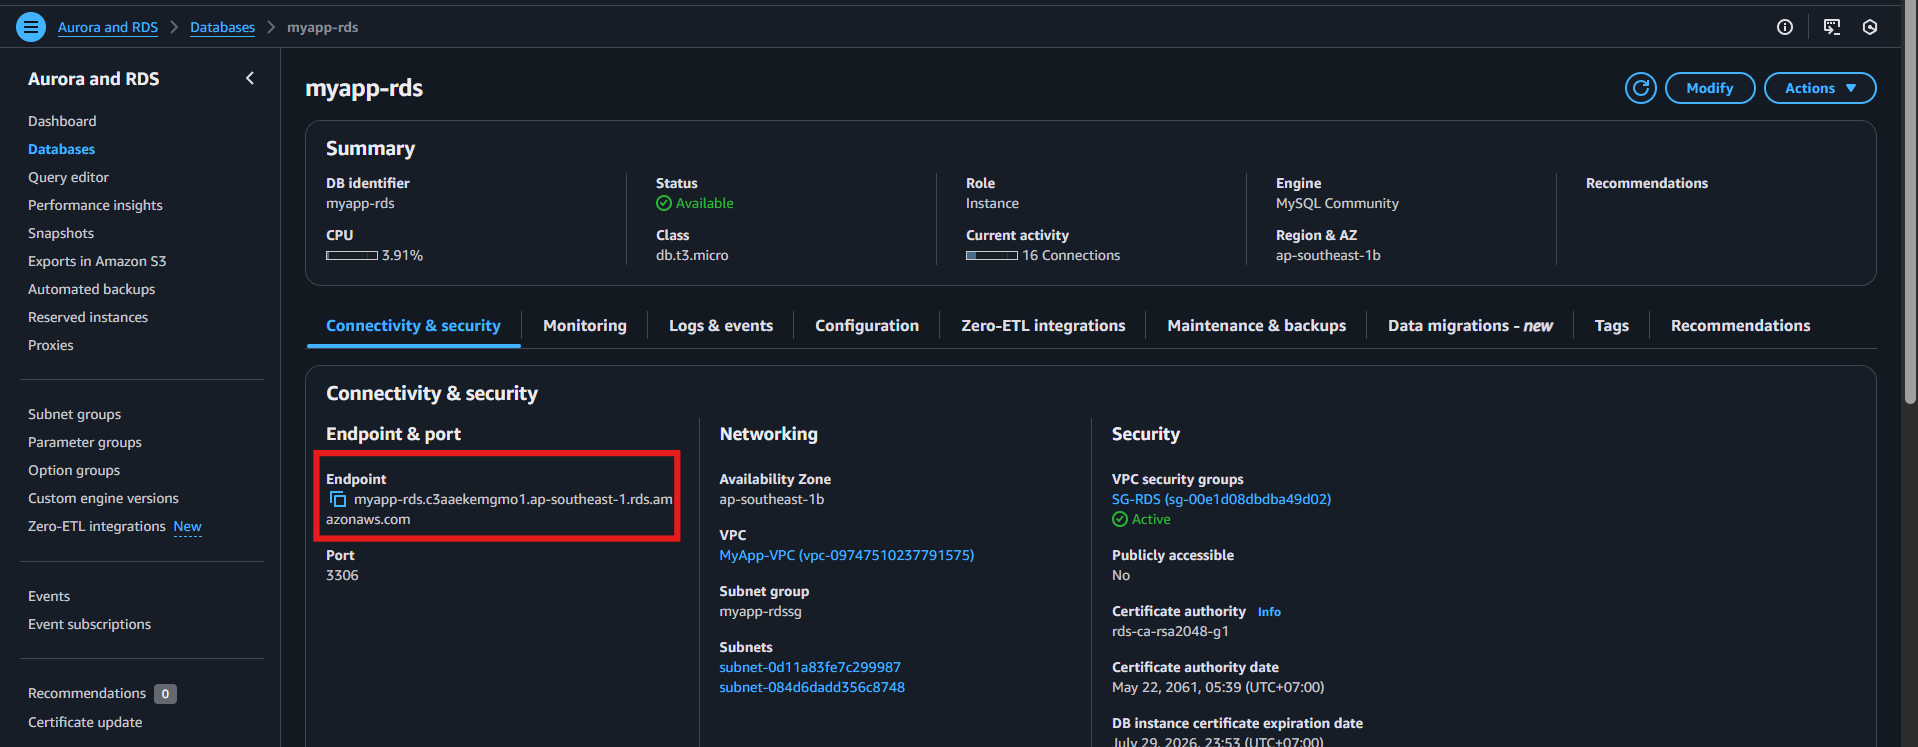 Aurora and RDS > Databases > myapp-rds
Aurora and RDS
Dashboard
Databases
Query editor
Performance insights
Snapshots
Exports in Amazon S3
Automated backups
Reserved instances
Proxies
Subnet groups
Parameter groups
Option groups
Custom engine versions
Zero-ETL integrations New
Events
Event subscriptions
Recommendations 0
Certificate update
myapp-rds
Modify
Actions
Summary
DB identifier
myapp-rds
Status
Available
Role
Instance
Engine
MySQL Community
Recommendations
CPU
3.91%
Class
db.t3.micro
Current activity
16 Connections
Region & AZ
ap-southeast-1b
Connectivity & security
Monitoring
Logs & events
Configuration
Zero-ETL integrations
Maintenance & backups
Data migrations - new
Tags
Recommendations
Connectivity & security
Endpoint & port
Endpoint
myapp-rds.c3aaekemgmo1.ap-southeast-1.rds.am
azonaws.com
Port
3306
Networking
Availability Zone
ap-southeast-1b
VPC
MyApp-VPC (vpc-09747510237791575)
Subnet group
myapp-rdssg
Subnets
subnet-0d11a83fe7c299987
subnet-084d6dadd356c8748
Security
VPC security groups
SG-RDS (sg-00e1d08dbdba49d02)
Active
Publicly accessible
No
Certificate authority Info
rds-ca-rsa2048-g1
Certificate authority date
May 22, 2061, 05:39 (UTC+07:00)
DB instance certificate expiration date
July 29, 2026, 23:53 (UTC+07:00)